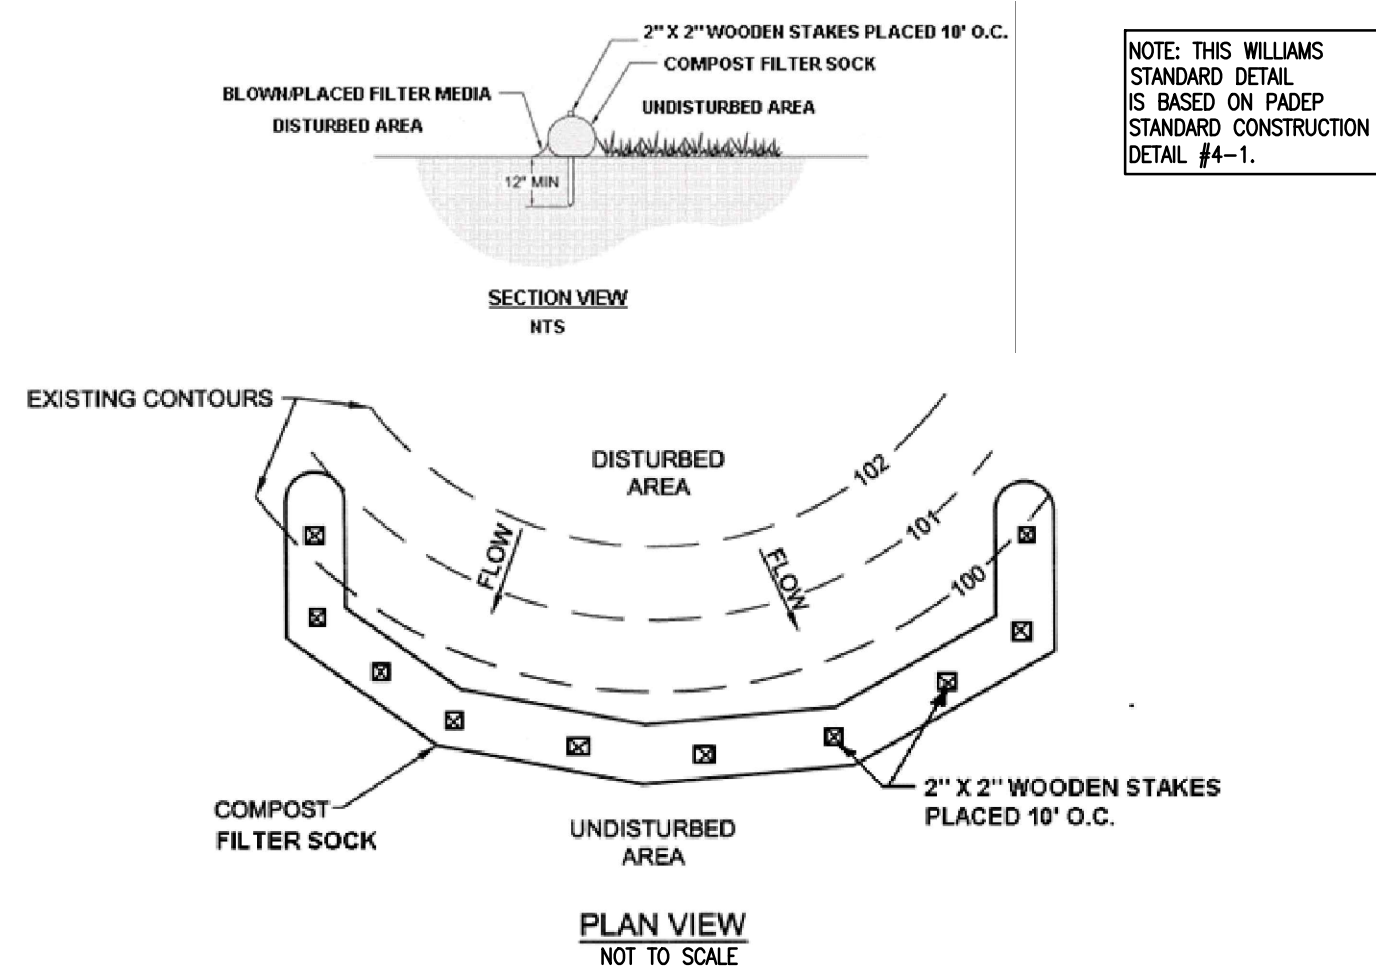 2" X 2" WOODEN STAKES PLACED 10' O.C.
COMPOST FILTER SOCK
BLOWN/PLACED FILTER MEDIA
UNDISTURBED AREA
DISTURBED AREA
12" MIN
SECTION VIEW
NTS
NOTE: THIS WILLIAMS
STANDARD DETAIL
IS BASED ON PADEP
STANDARD CONSTRUCTION
DETAIL #4-1.
EXISTING CONTOURS
DISTURBED
AREA
102
101
100
FLOW
FLOW
2" X 2" WOODEN STAKES
PLACED 10' O.C.
COMPOST
FILTER SOCK
UNDISTURBED
AREA
PLAN VIEW
NOT TO SCALE